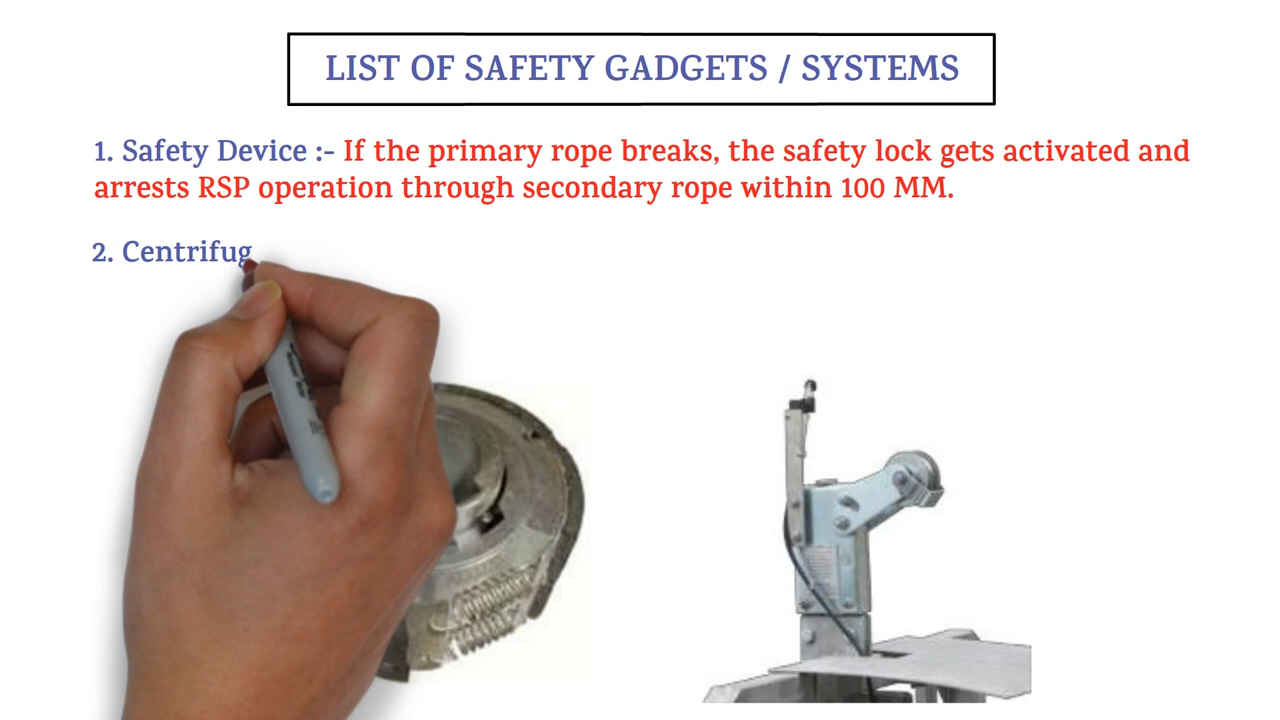 LIST OF SAFETY GADGETS / SYSTEMS
1. Safety Device :- If the primary rope breaks, the safety lock gets activated and
arrests RSP operation through secondary rope within 100 MM.
2. Centrifug